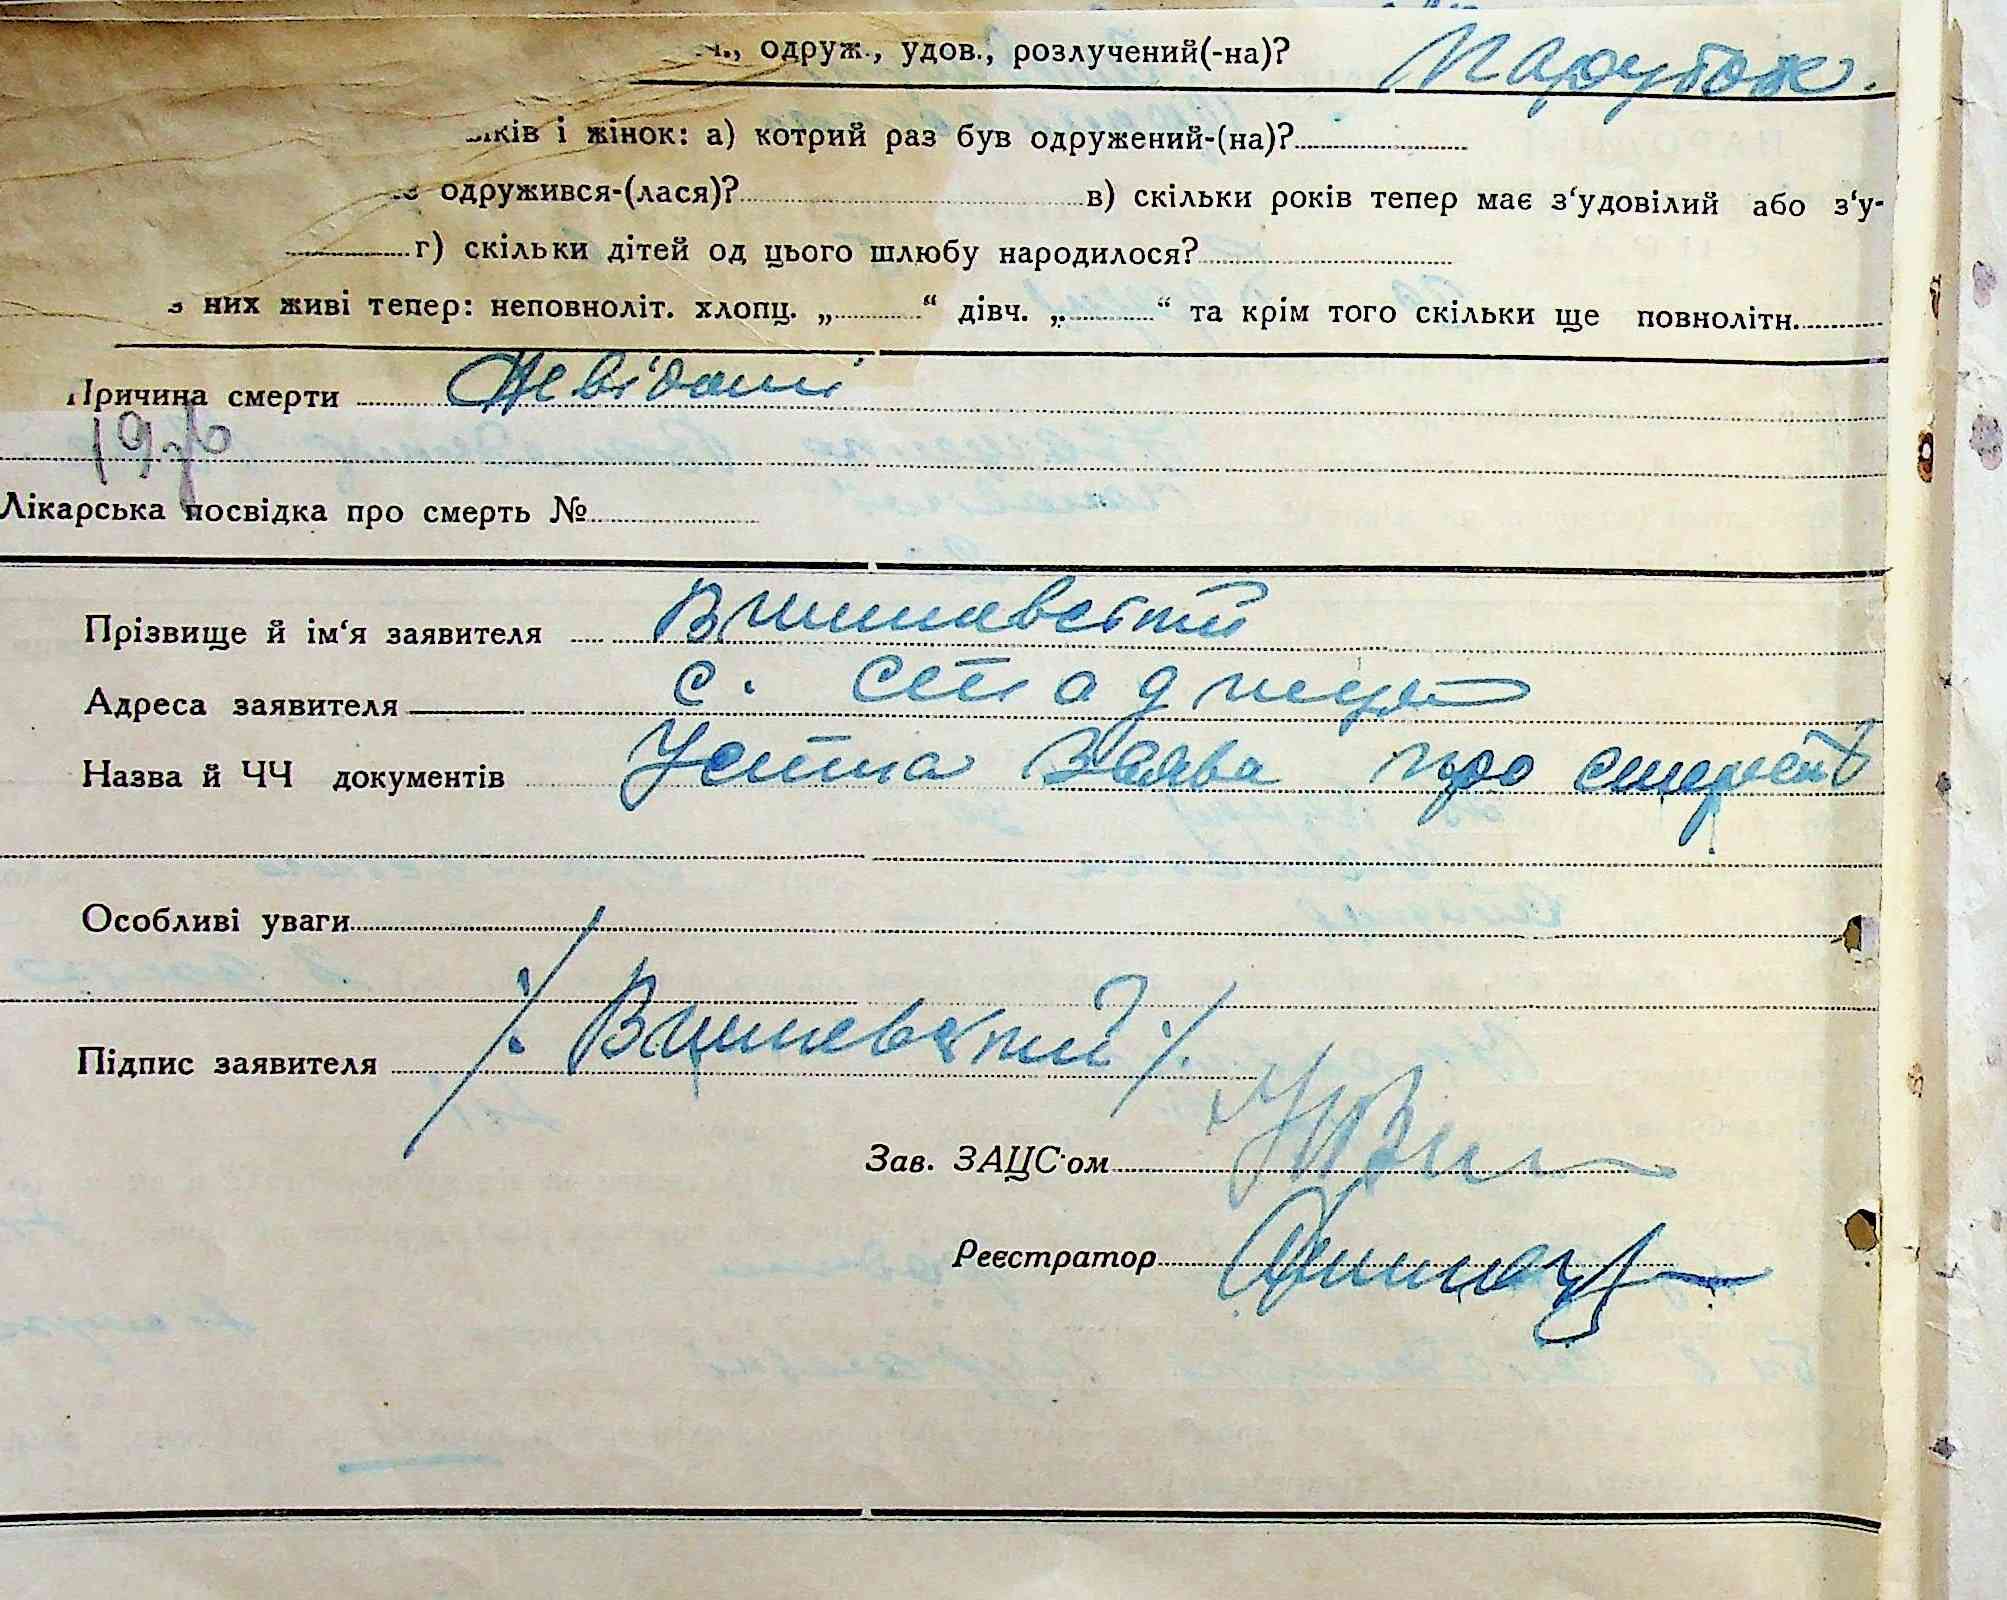 одруж., удов., розлучений(-на)? Парубок.
ків і жінок: а) котрий раз був одружений-(на)?
одружився-(лася)? в) скільки років тепер має з‘удовілий або з‘у-
г) скільки дітей од цього шлюбу народилося?
з них живі тепер: неповноліт. хлопц. „ “ дівч. „ “ та крім того скільки ще повнолітн.
Причина смерти Невідомі
Лікарська посвідка про смерть №
Прізвище й ім‘я заявителя Вишневський
Адреса заявителя с. Стадниця
Назва й ЧЧ документів Устна заява про смерть
Особливі уваги
Підпис заявителя /Вишневський/
Зав. ЗАЦС‘ом
Реєстратор